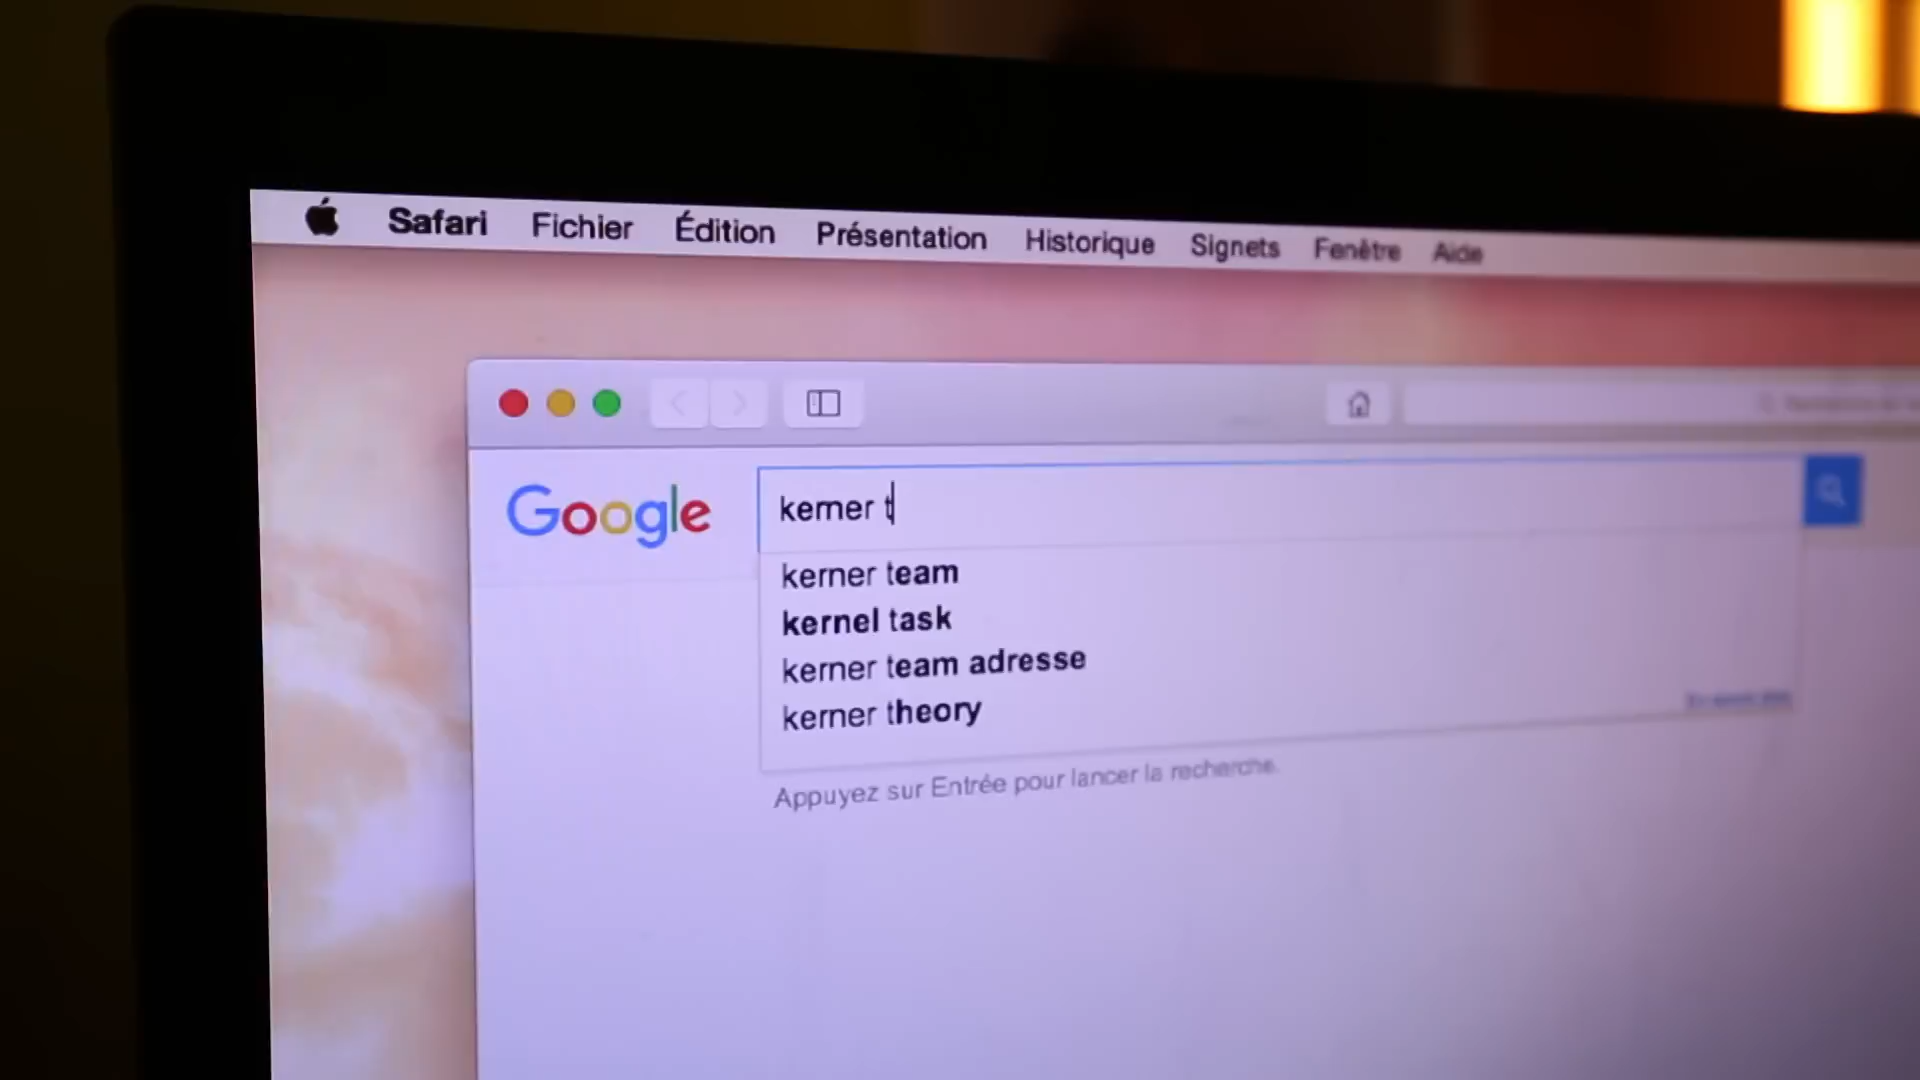 Safari Fichier Édition Présentation Historique Signets Fenêtre Aide
Google
kerner t
kerner team
kernel task
kerner team adresse
kerner theory
Appuyez sur Entrée pour lancer la recherche.